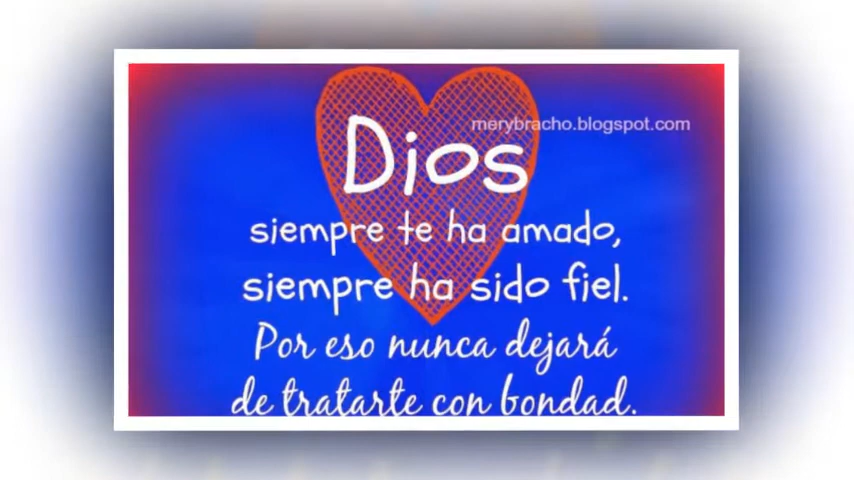 merybracho.blogspot.com
Dios
siempre te ha amado,
siempre ha sido fiel.
Por eso nunca dejará
de tratarte con bondad.